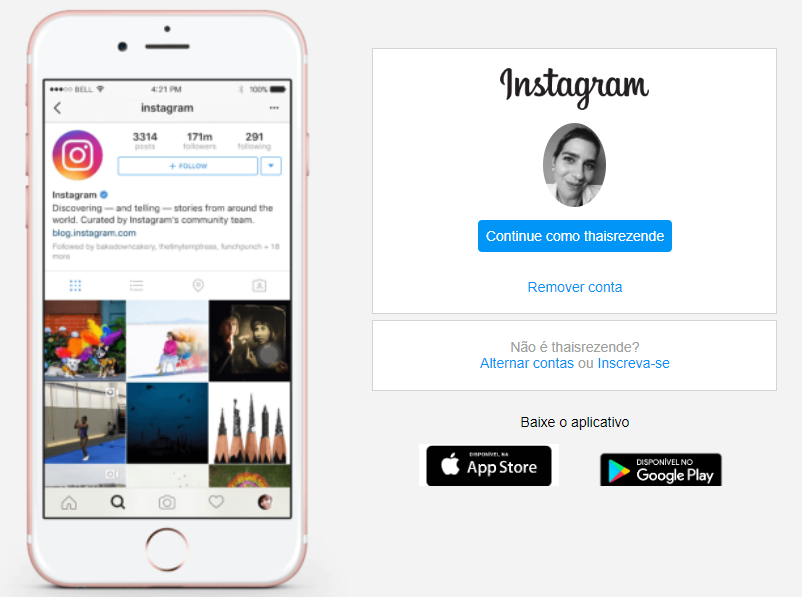 BELL 4:21 PM 100%
instagram
3314 171m 291
posts followers following
+ FOLLOW
Instagram
Discovering — and telling — stories from around the
world. Curated by Instagram's community team.
blog.instagram.com
Followed by bakedowncakery, thetinytemptress, funchpunch + 18
more
Instagram
Continue como thaisrezende
Remover conta
Não é thaisrezende?
Alternar contas ou Inscreva-se
Baixe o aplicativo
DISPONÍVEL NA
App Store
DISPONÍVEL NO
Google Play